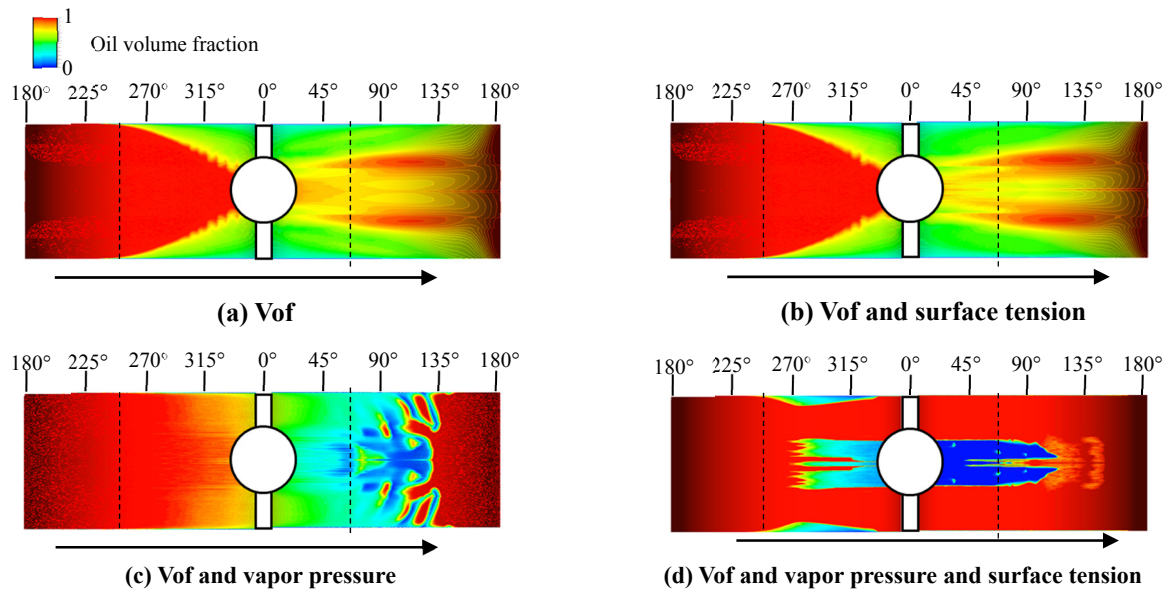 1
Oil volume fraction
0
180° 225° 270° 315° 0° 45° 90° 135° 180°
180° 225° 270° 315° 0° 45° 90° 135° 180°
(a) Vof
(b) Vof and surface tension
180° 225° 270° 315° 0° 45° 90° 135° 180°
180° 225° 270° 315° 0° 45° 90° 135° 180°
(c) Vof and vapor pressure
(d) Vof and vapor pressure and surface tension